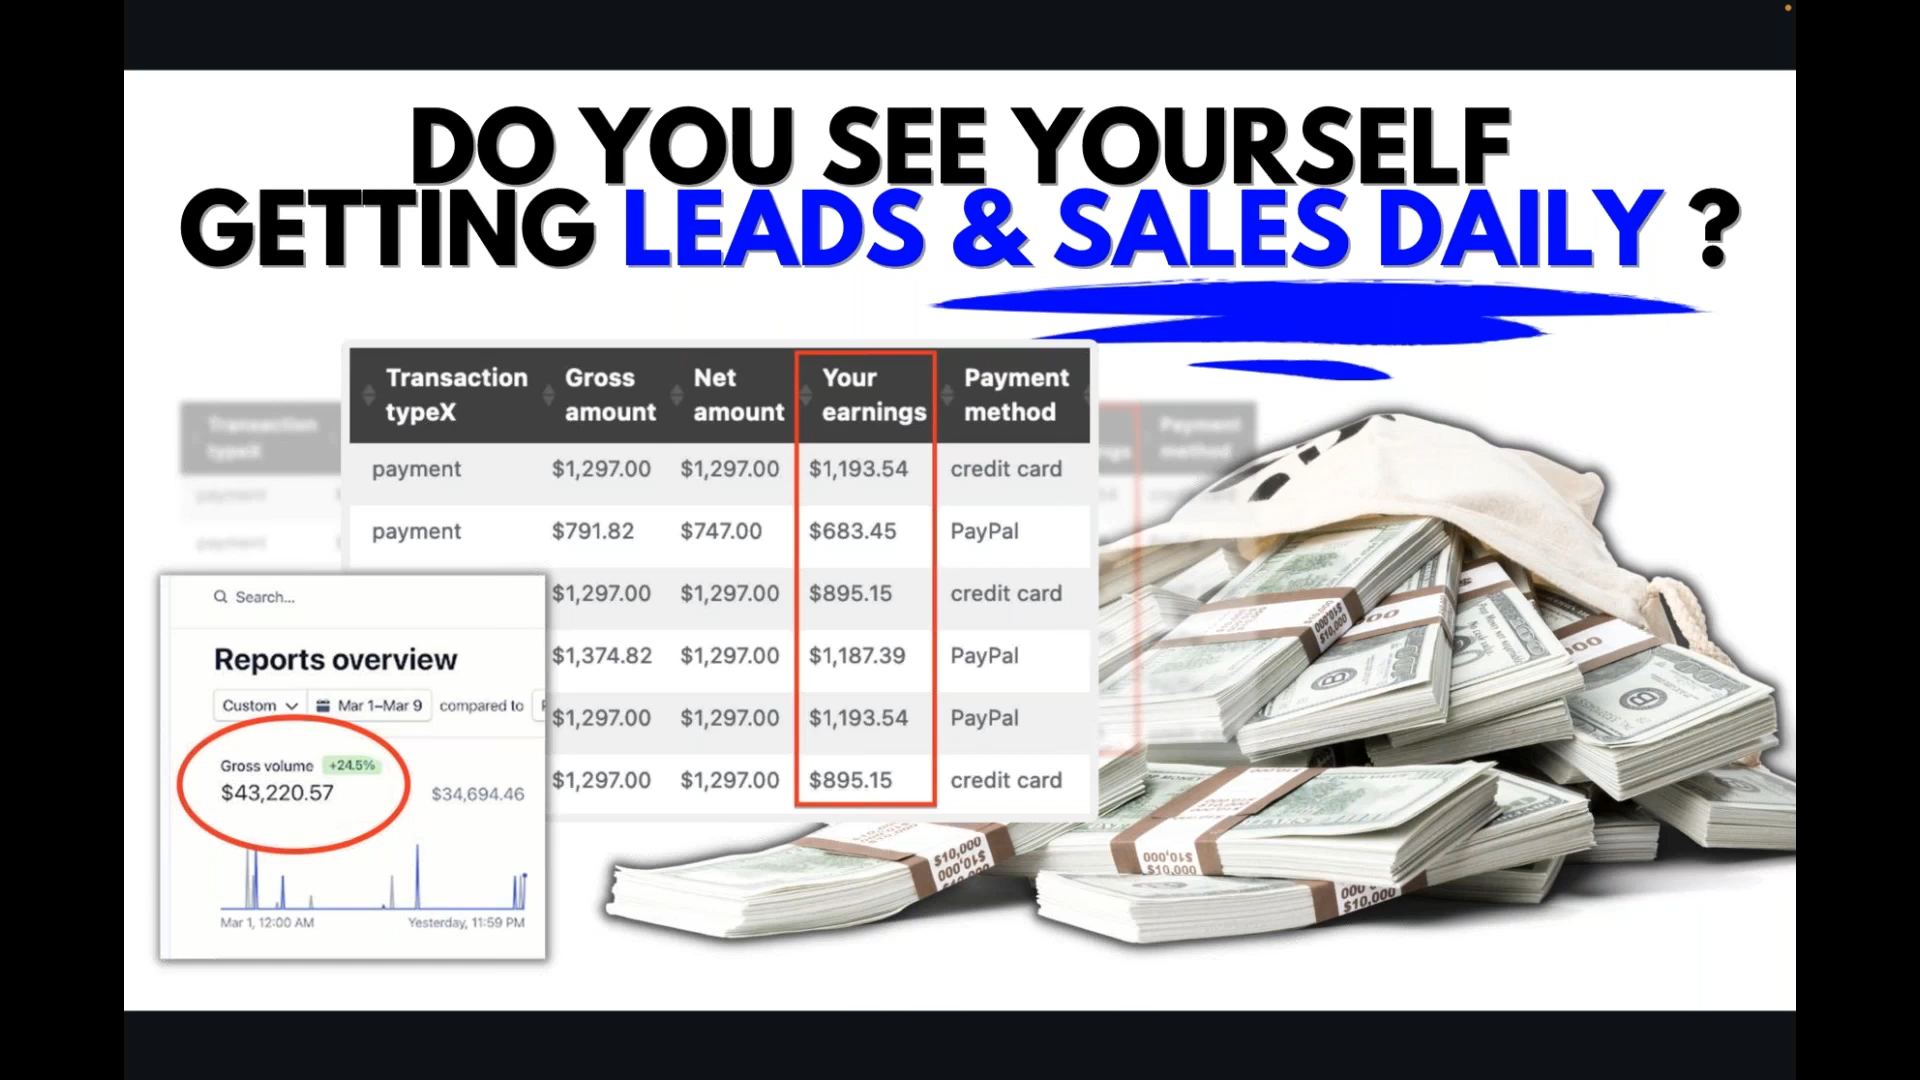 DO YOU SEE YOURSELF
GETTING LEADS & SALES DAILY ?
Transaction typeX Gross amount Net amount Your earnings Payment method
payment $1,297.00 $1,297.00 $1,193.54 credit card
payment $791.82 $747.00 $683.45 PayPal
$1,297.00 $1,297.00 $895.15 credit card
$1,374.82 $1,297.00 $1,187.39 PayPal
$1,297.00 $1,297.00 $1,193.54 PayPal
$1,297.00 $1,297.00 $895.15 credit card
Search...
Reports overview
Custom Mar 1–Mar 9 compared to
Gross volume +24.5%
$43,220.57 $34,694.46
Mar 1, 12:00 AM Yesterday, 11:59 PM
$10,000
$10,000
$10,000
$10,000